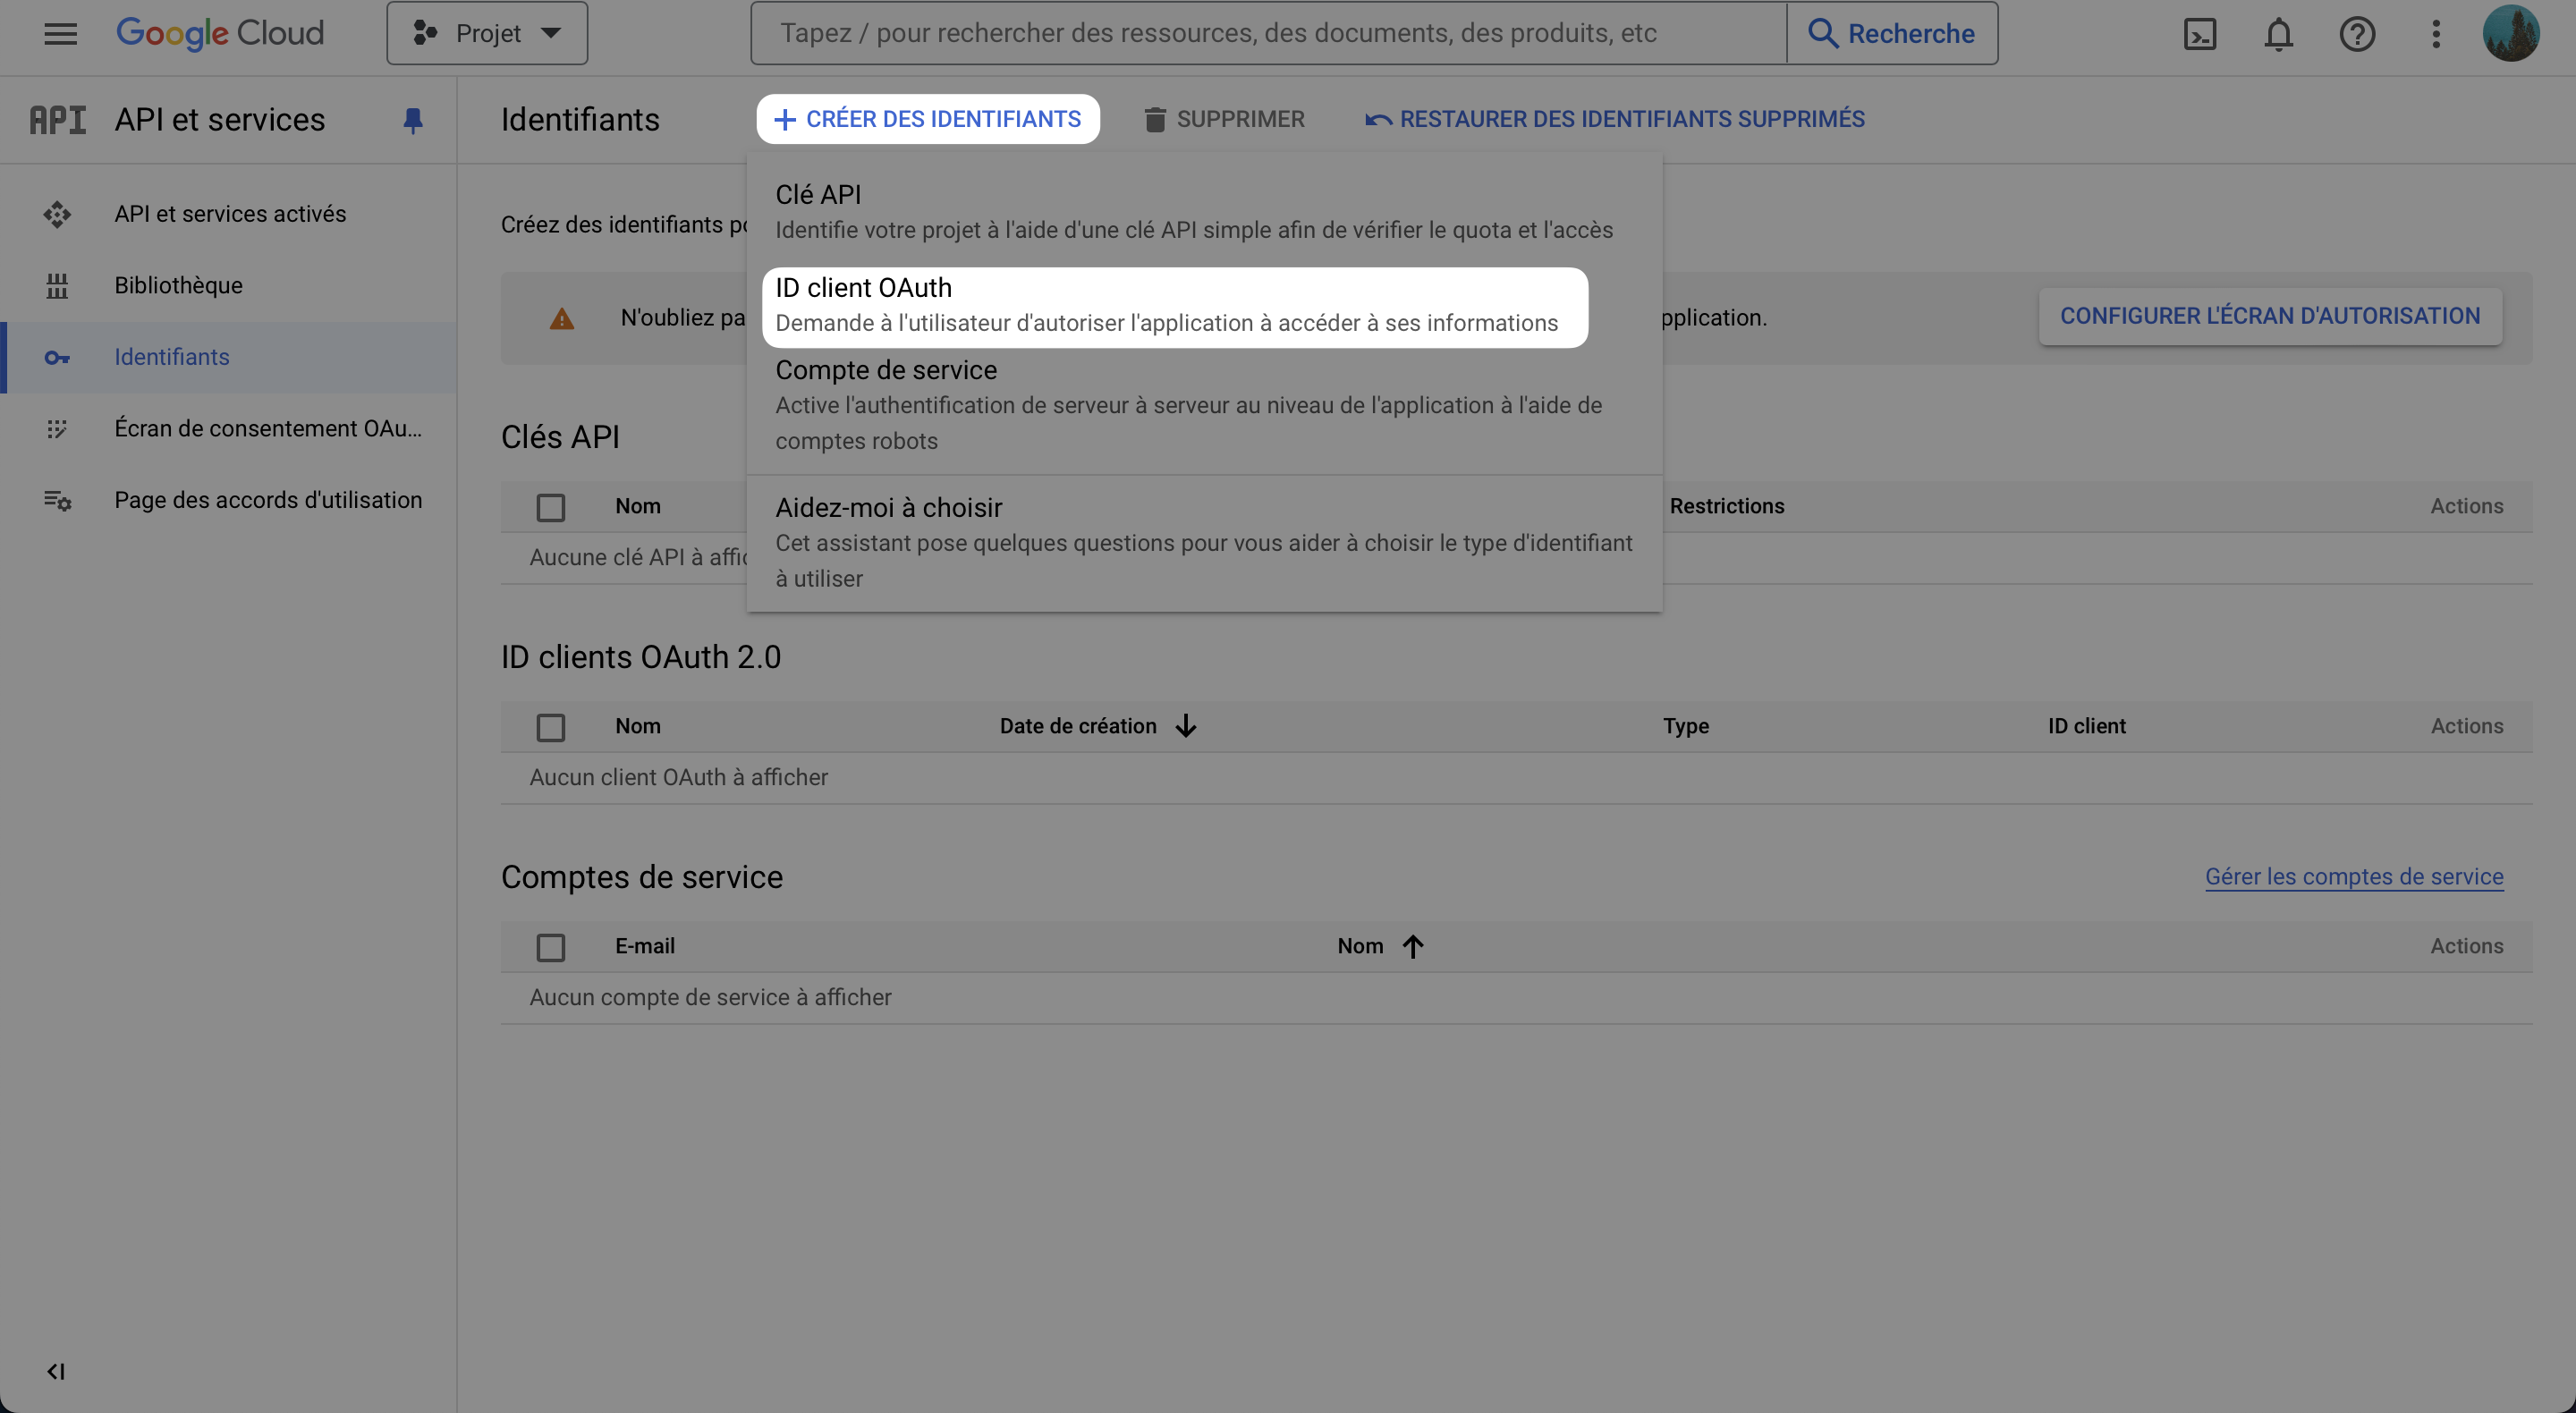 Google Cloud
Projet
Tapez / pour rechercher des ressources, des documents, des produits, etc
Recherche
API
API et services
Identifiants
CRÉER DES IDENTIFIANTS
SUPPRIMER
RESTAURER DES IDENTIFIANTS SUPPRIMÉS
API et services activés
Bibliothèque
Identifiants
Écran de consentement OAu...
Page des accords d'utilisation
Créez des identifiants po
Clé API
Identifie votre projet à l'aide d'une clé API simple afin de vérifier le quota et l'accès
ID client OAuth
Demande à l'utilisateur d'autoriser l'application à accéder à ses informations
Compte de service
Active l'authentification de serveur à serveur au niveau de l'application à l'aide de
comptes robots
Aidez-moi à choisir
Cet assistant pose quelques questions pour vous aider à choisir le type d'identifiant
à utiliser
N'oubliez pa
pplication.
CONFIGURER L'ÉCRAN D'AUTORISATION
Clés API
Nom
Restrictions
Actions
Aucune clé API à affic
ID clients OAuth 2.0
Nom
Date de création
Type
ID client
Actions
Aucun client OAuth à afficher
Comptes de service
Gérer les comptes de service
E-mail
Nom
Actions
Aucun compte de service à afficher